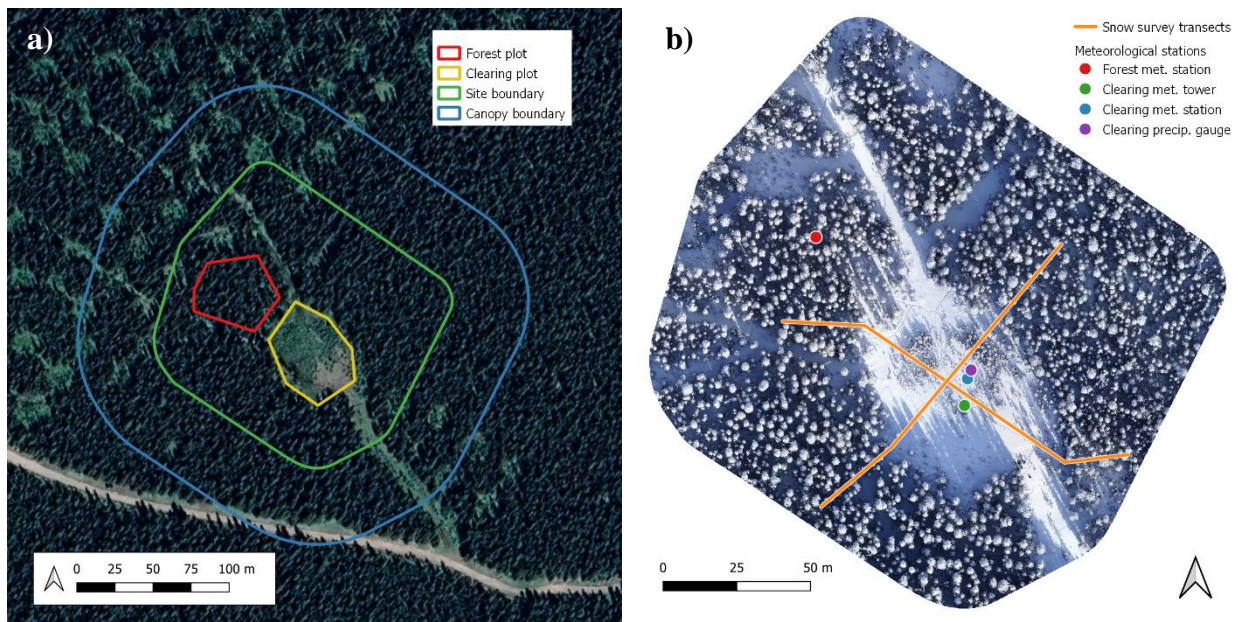 a)
Forest plot
Clearing plot
Site boundary
Canopy boundary
0 25 50 75 100 m
b)
Snow survey transects
Meteorological stations
Forest met. station
Clearing met. tower
Clearing met. station
Clearing precip. gauge
0 25 50 m